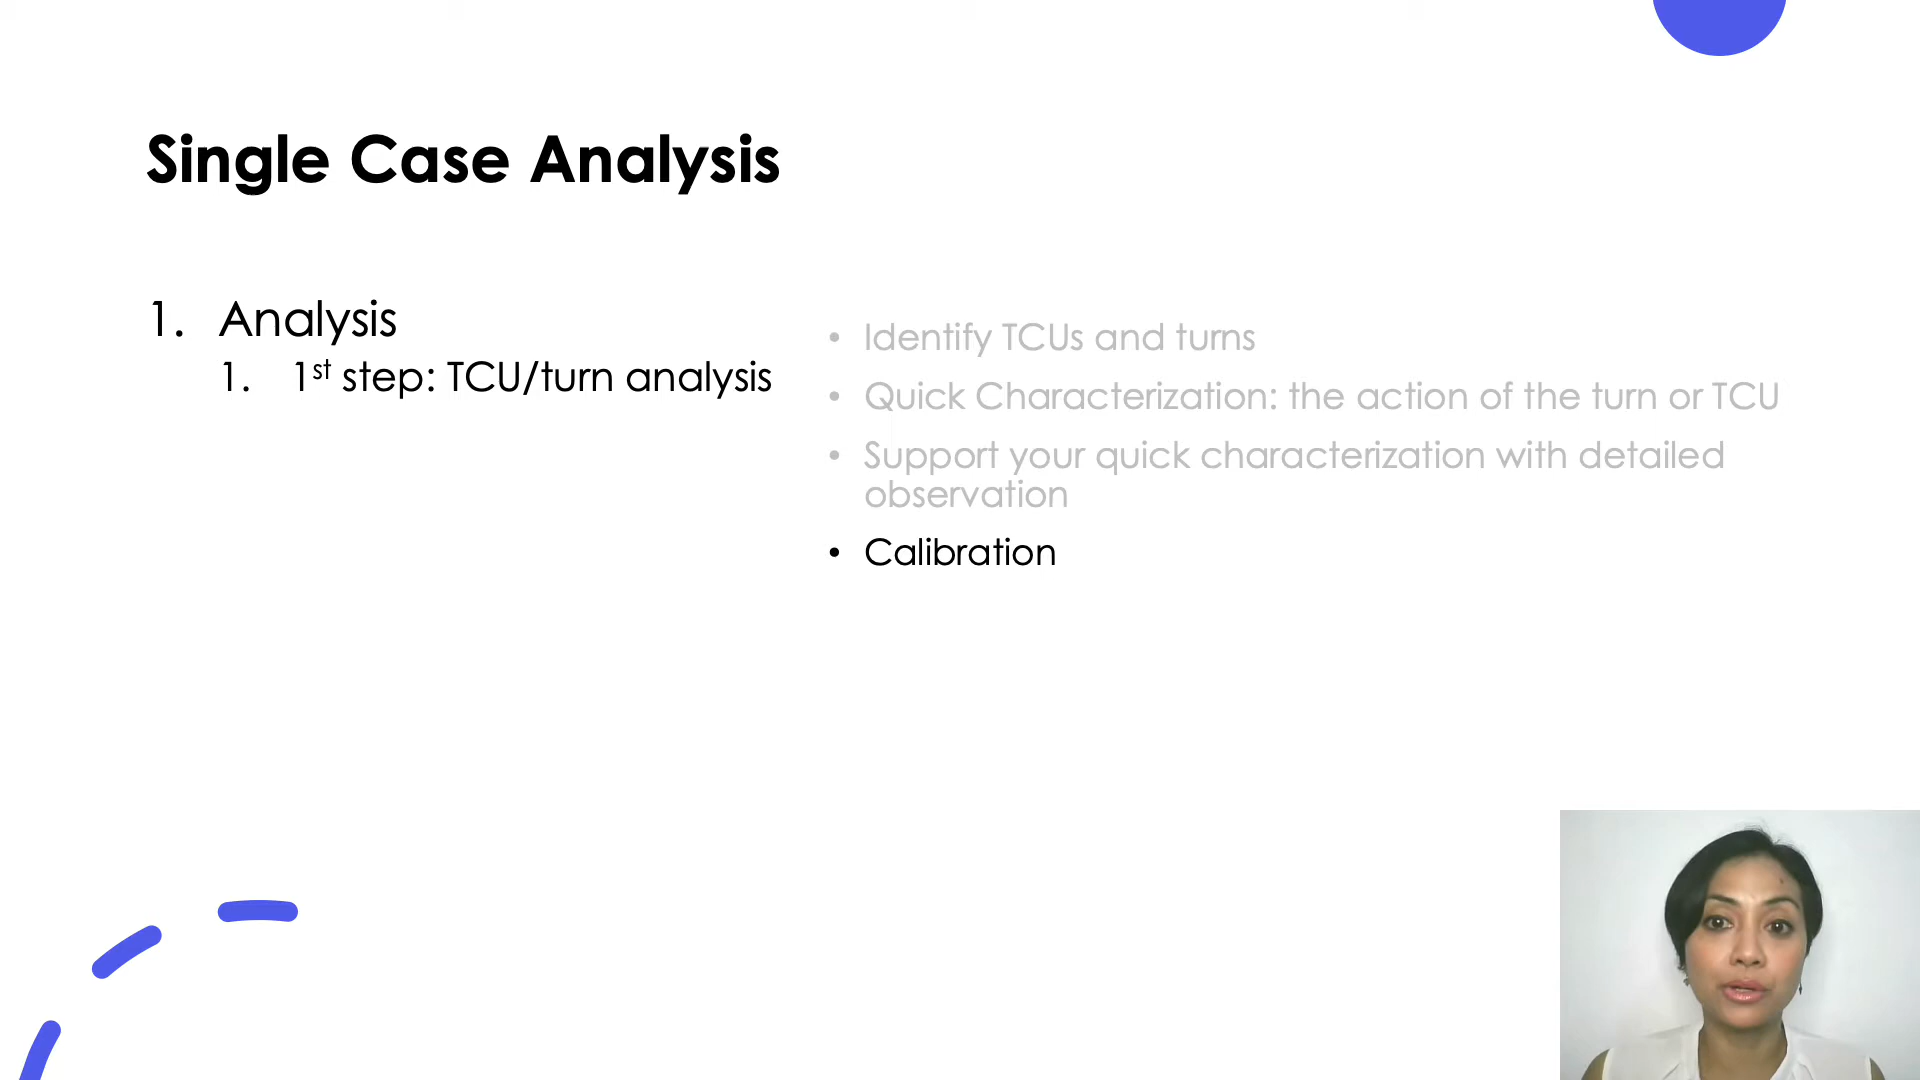 Single Case Analysis
1. Analysis
1. 1st step: TCU/turn analysis
• Identify TCUs and turns
• Quick Characterization: the action of the turn or TCU
• Support your quick characterization with detailed
observation
• Calibration